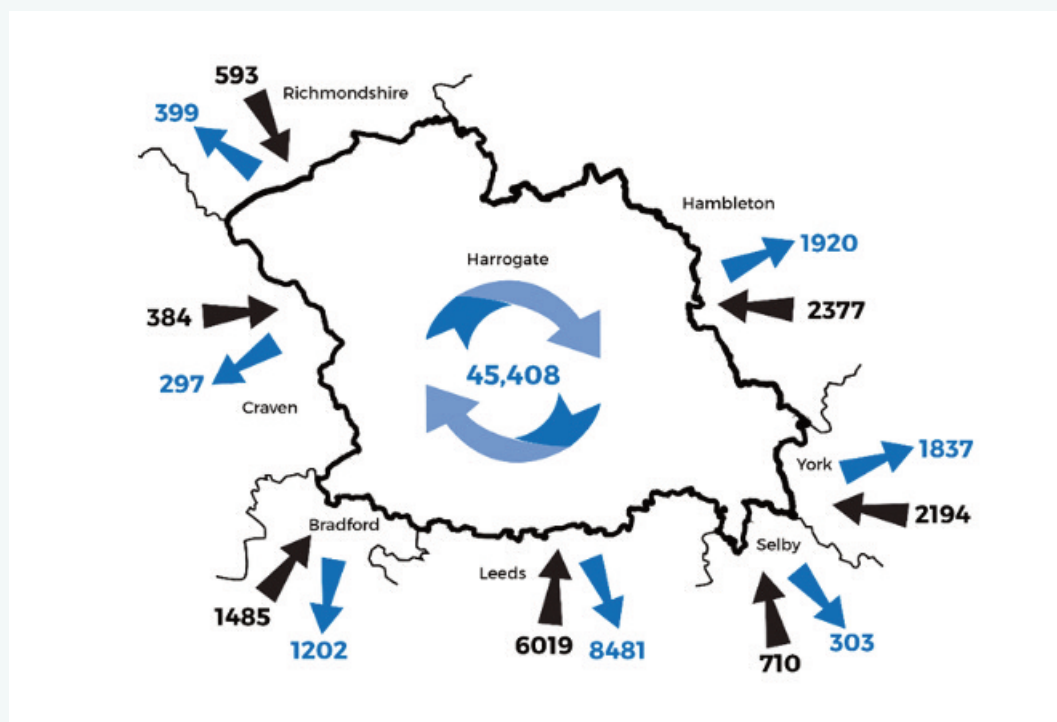 593
Richmondshire
399
Hambleton
1920
Harrogate
384
2377
45,408
297
Craven
1837
York
2194
Bradford
Selby
Leeds
1485
1202
6019
8481
710
303